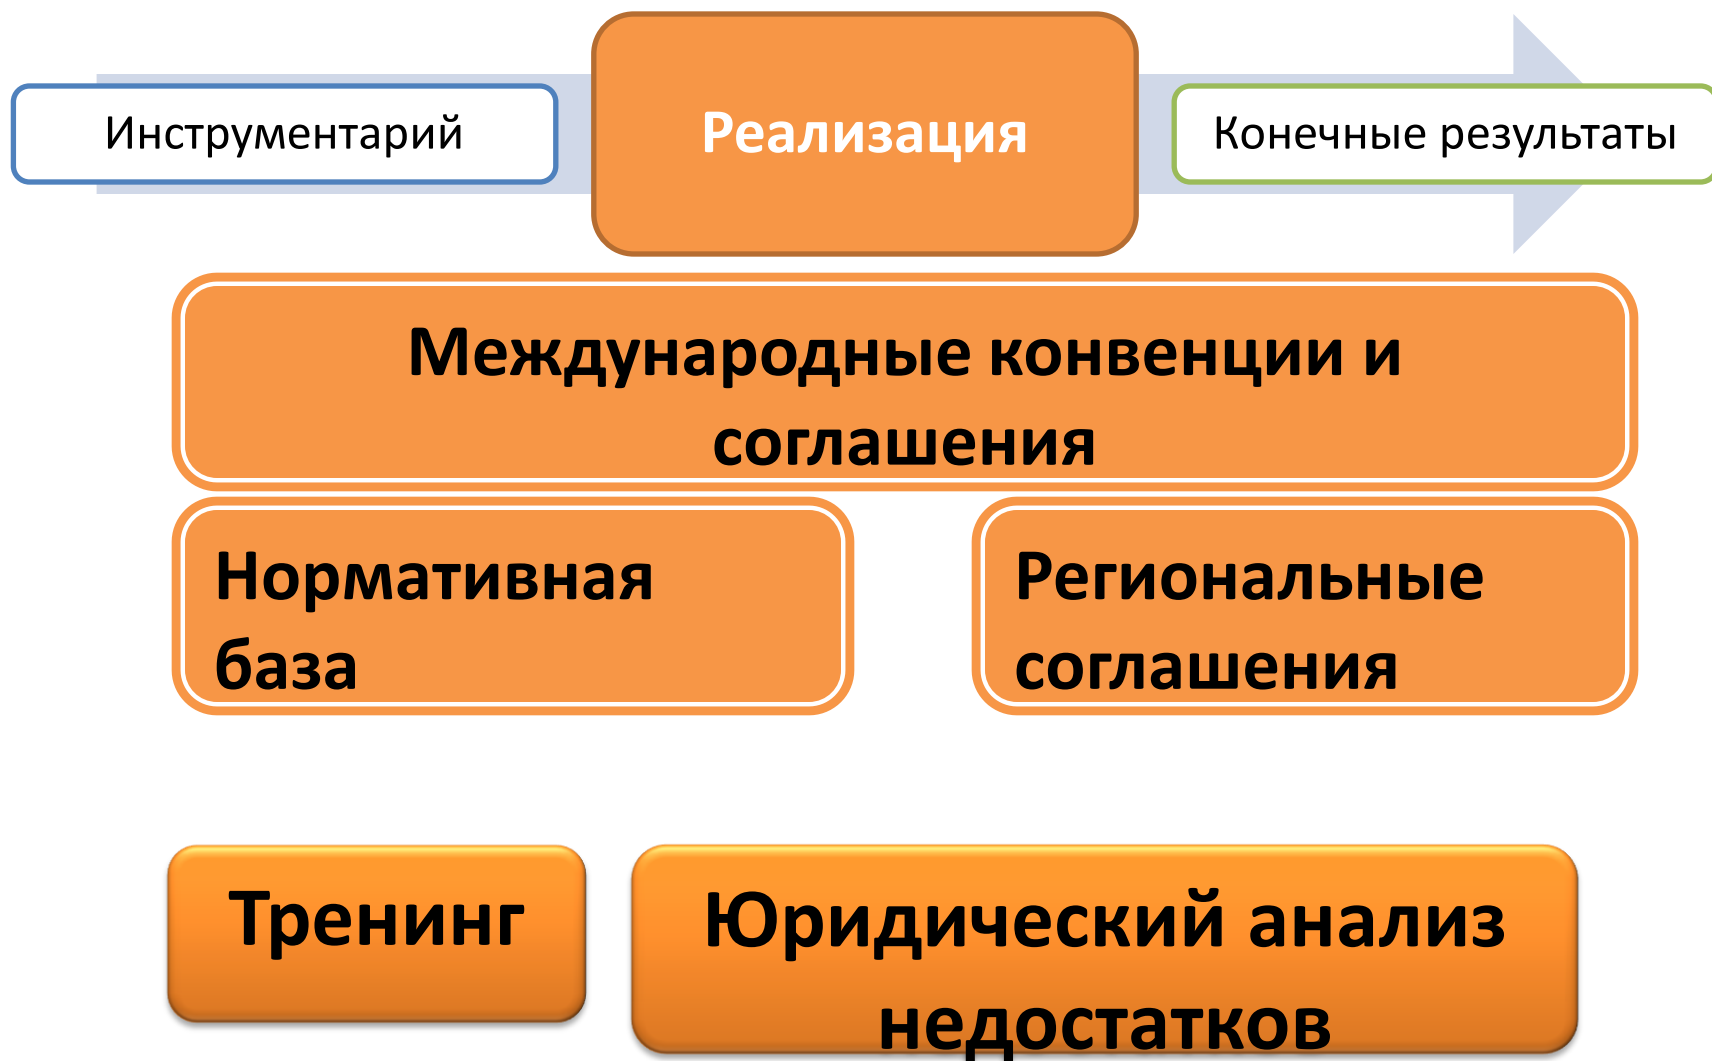 Инструментарий
Реализация
Конечные результаты
Международные конвенции и
соглашения
Нормативная
база
Региональные
соглашения
Тренинг
Юридический анализ
недостатков